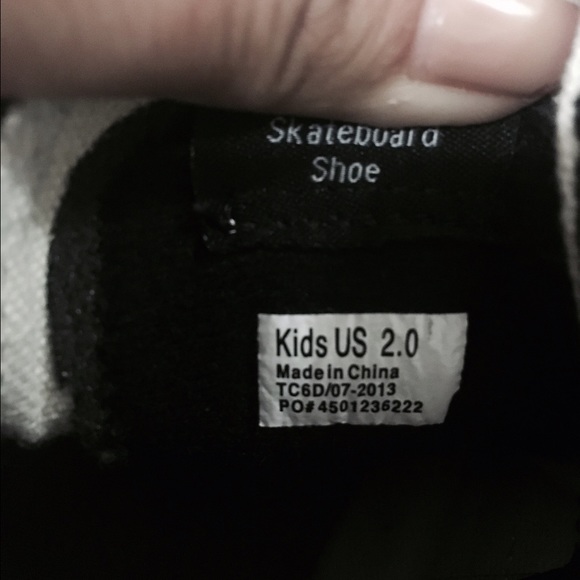 Skateboard
Shoe
Kids US 2.0
Made in China
TC6D/07-2013
PO# 4501236222